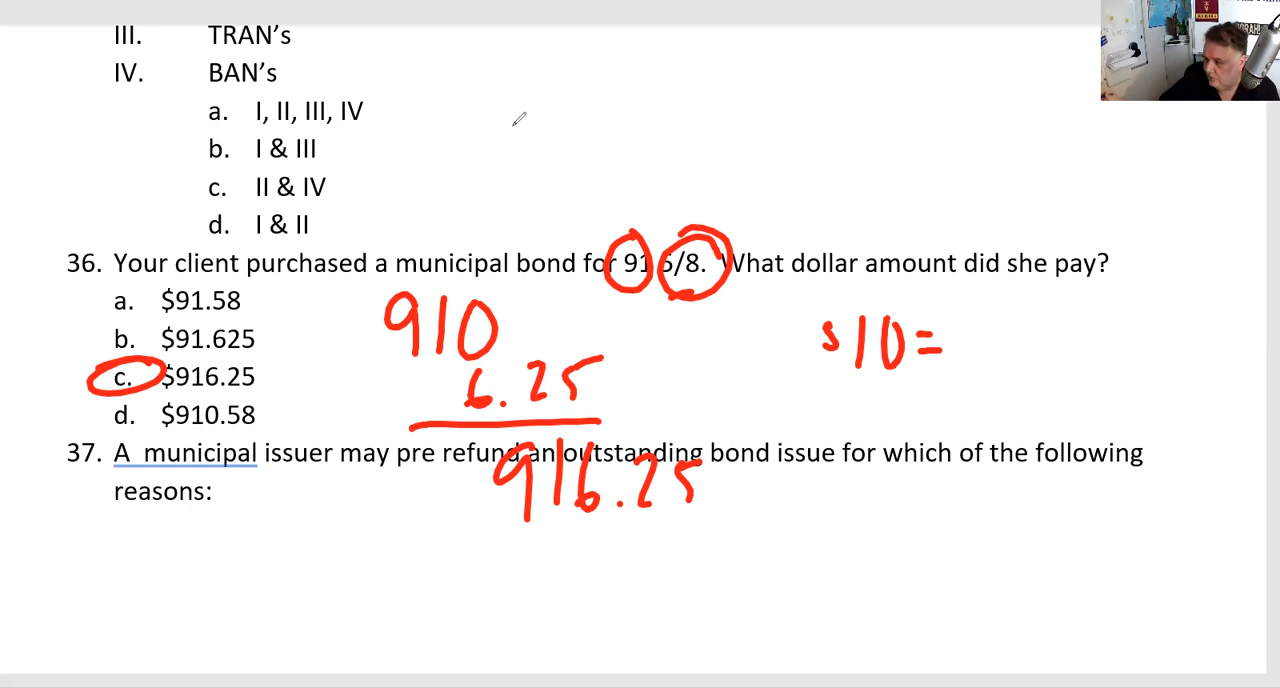 III. TRAN's
IV. BAN's
a. I, II, III, IV
b. I & III
c. II & IV
d. I & II
36. Your client purchased a municipal bond for 91 5/8. What dollar amount did she pay?
a. $91.58
b. $91.625
c. $916.25
d. $910.58
910
6.25
916.25
$10=
37. A municipal issuer may pre refund an outstanding bond issue for which of the following
reasons: